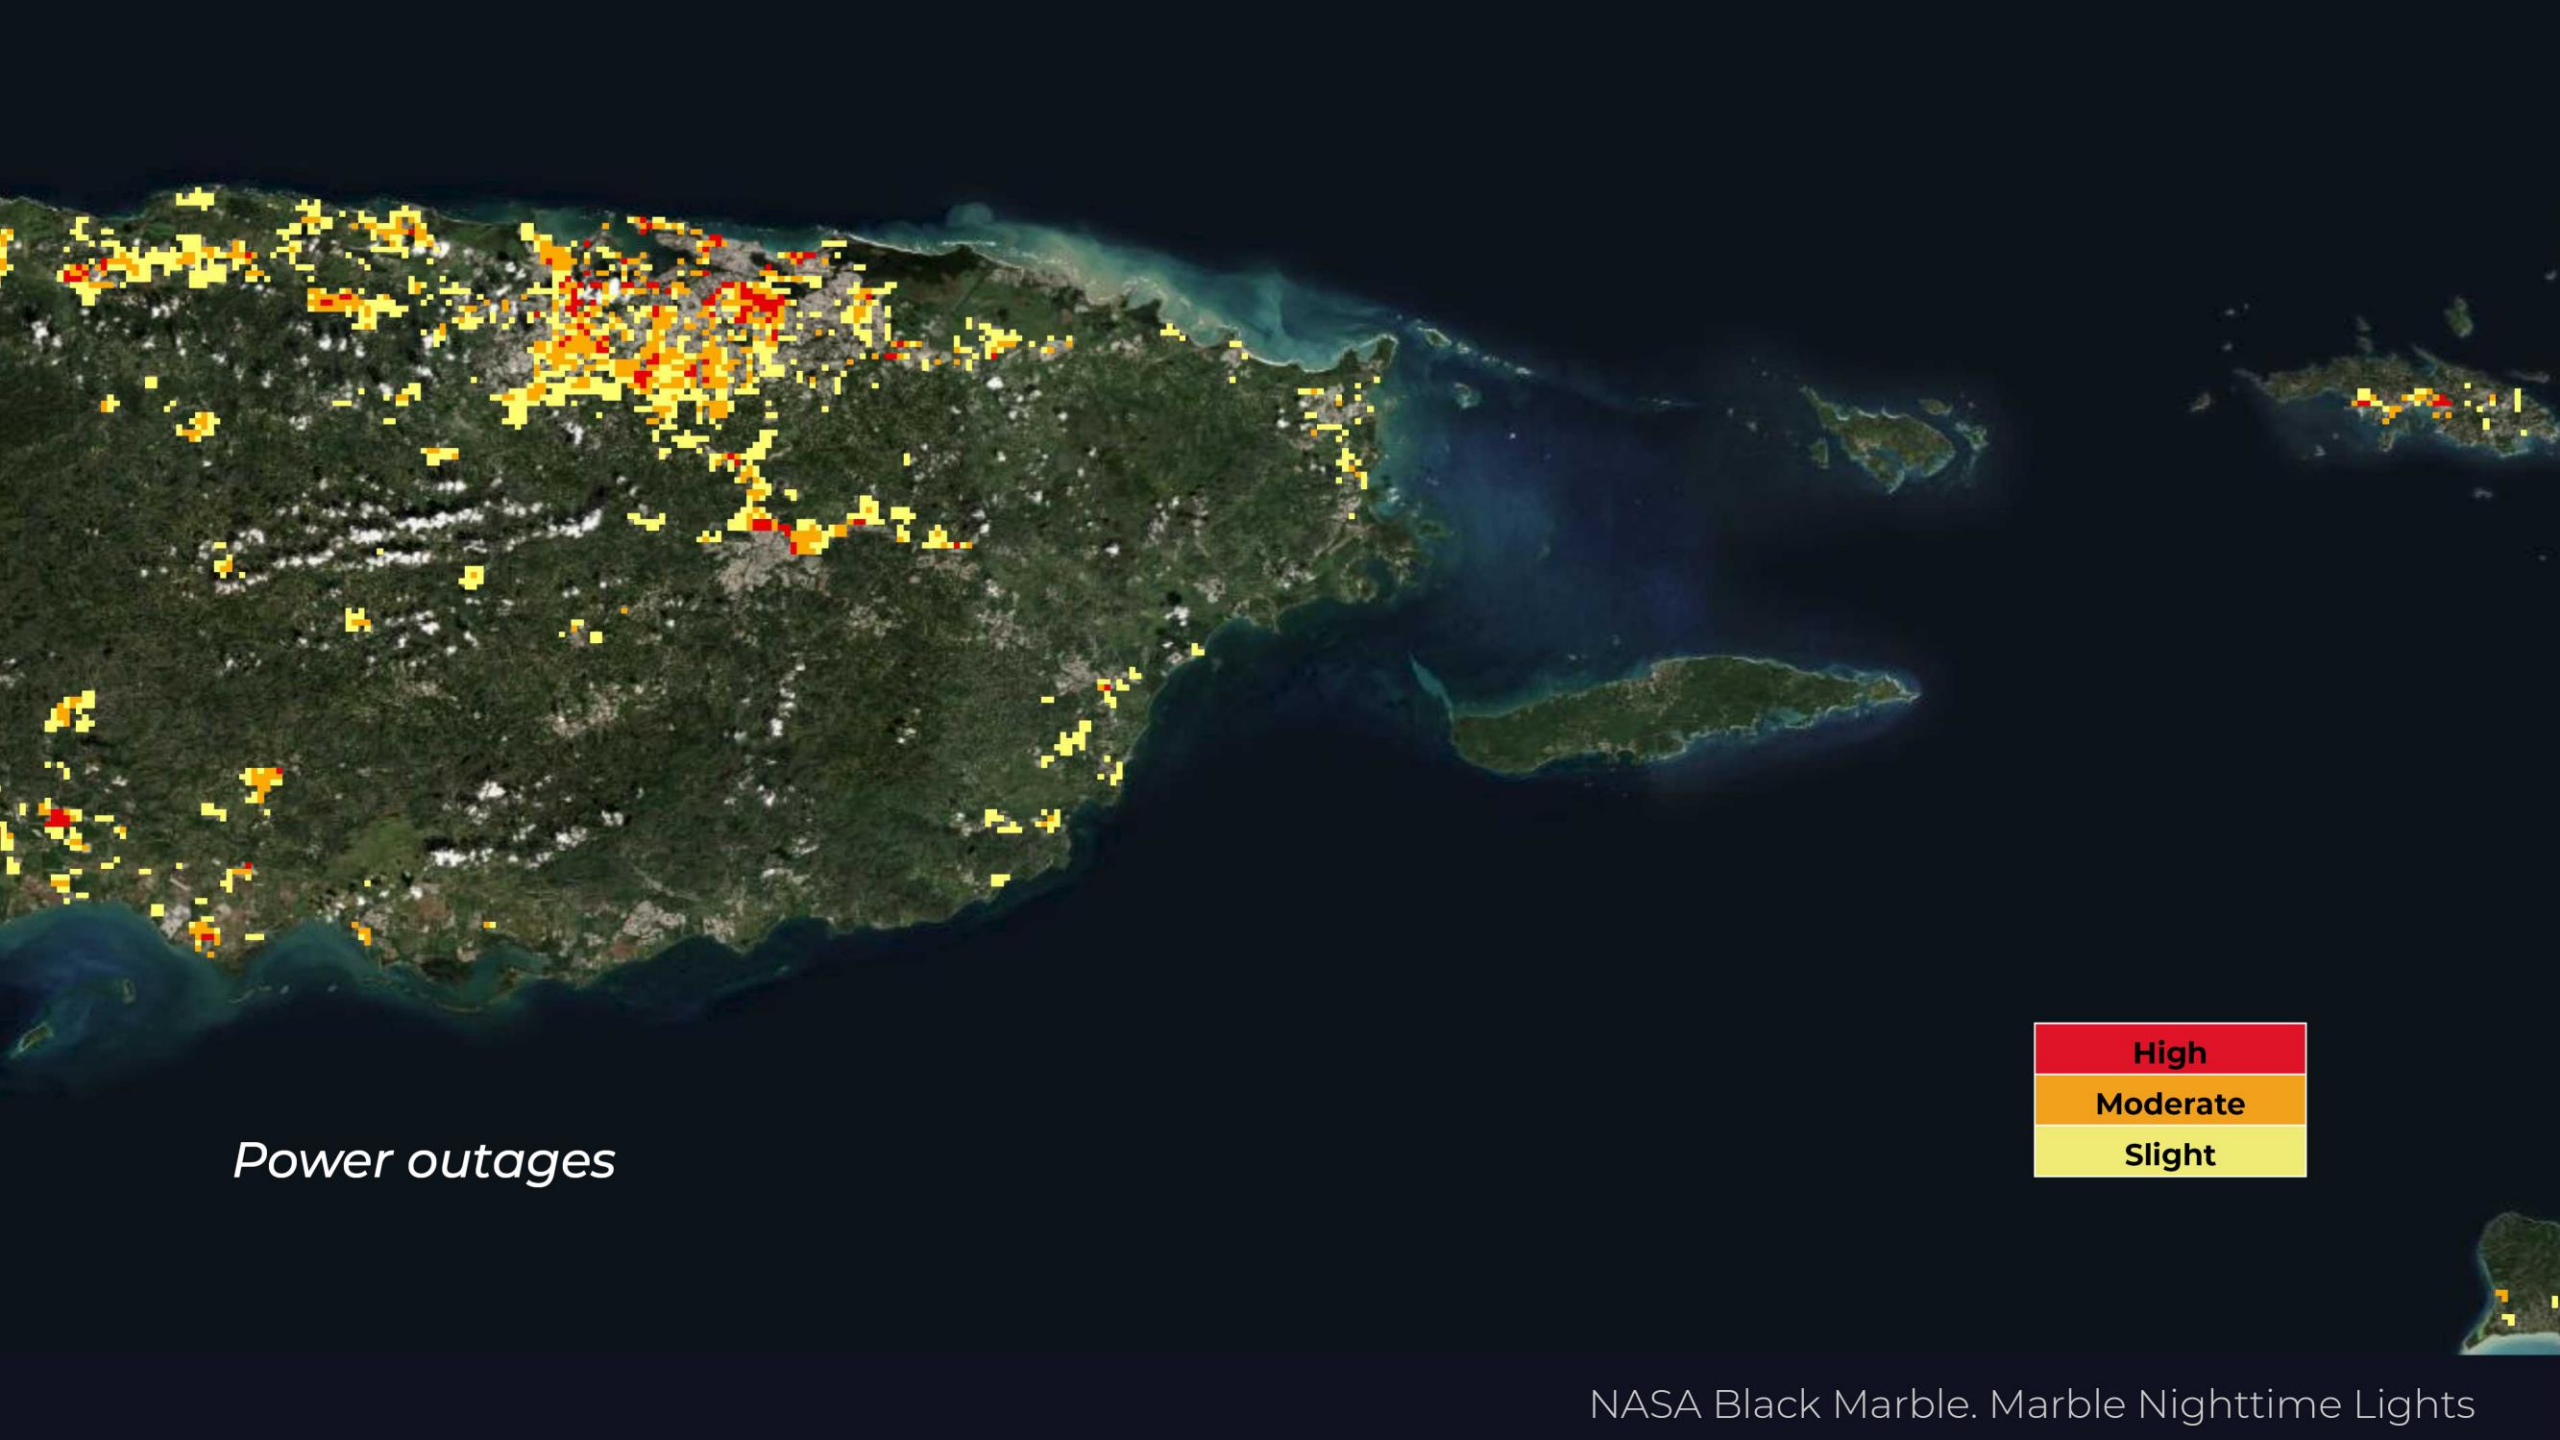 High
Moderate
Slight
Power outages
NASA Black Marble. Marble Nighttime Lights